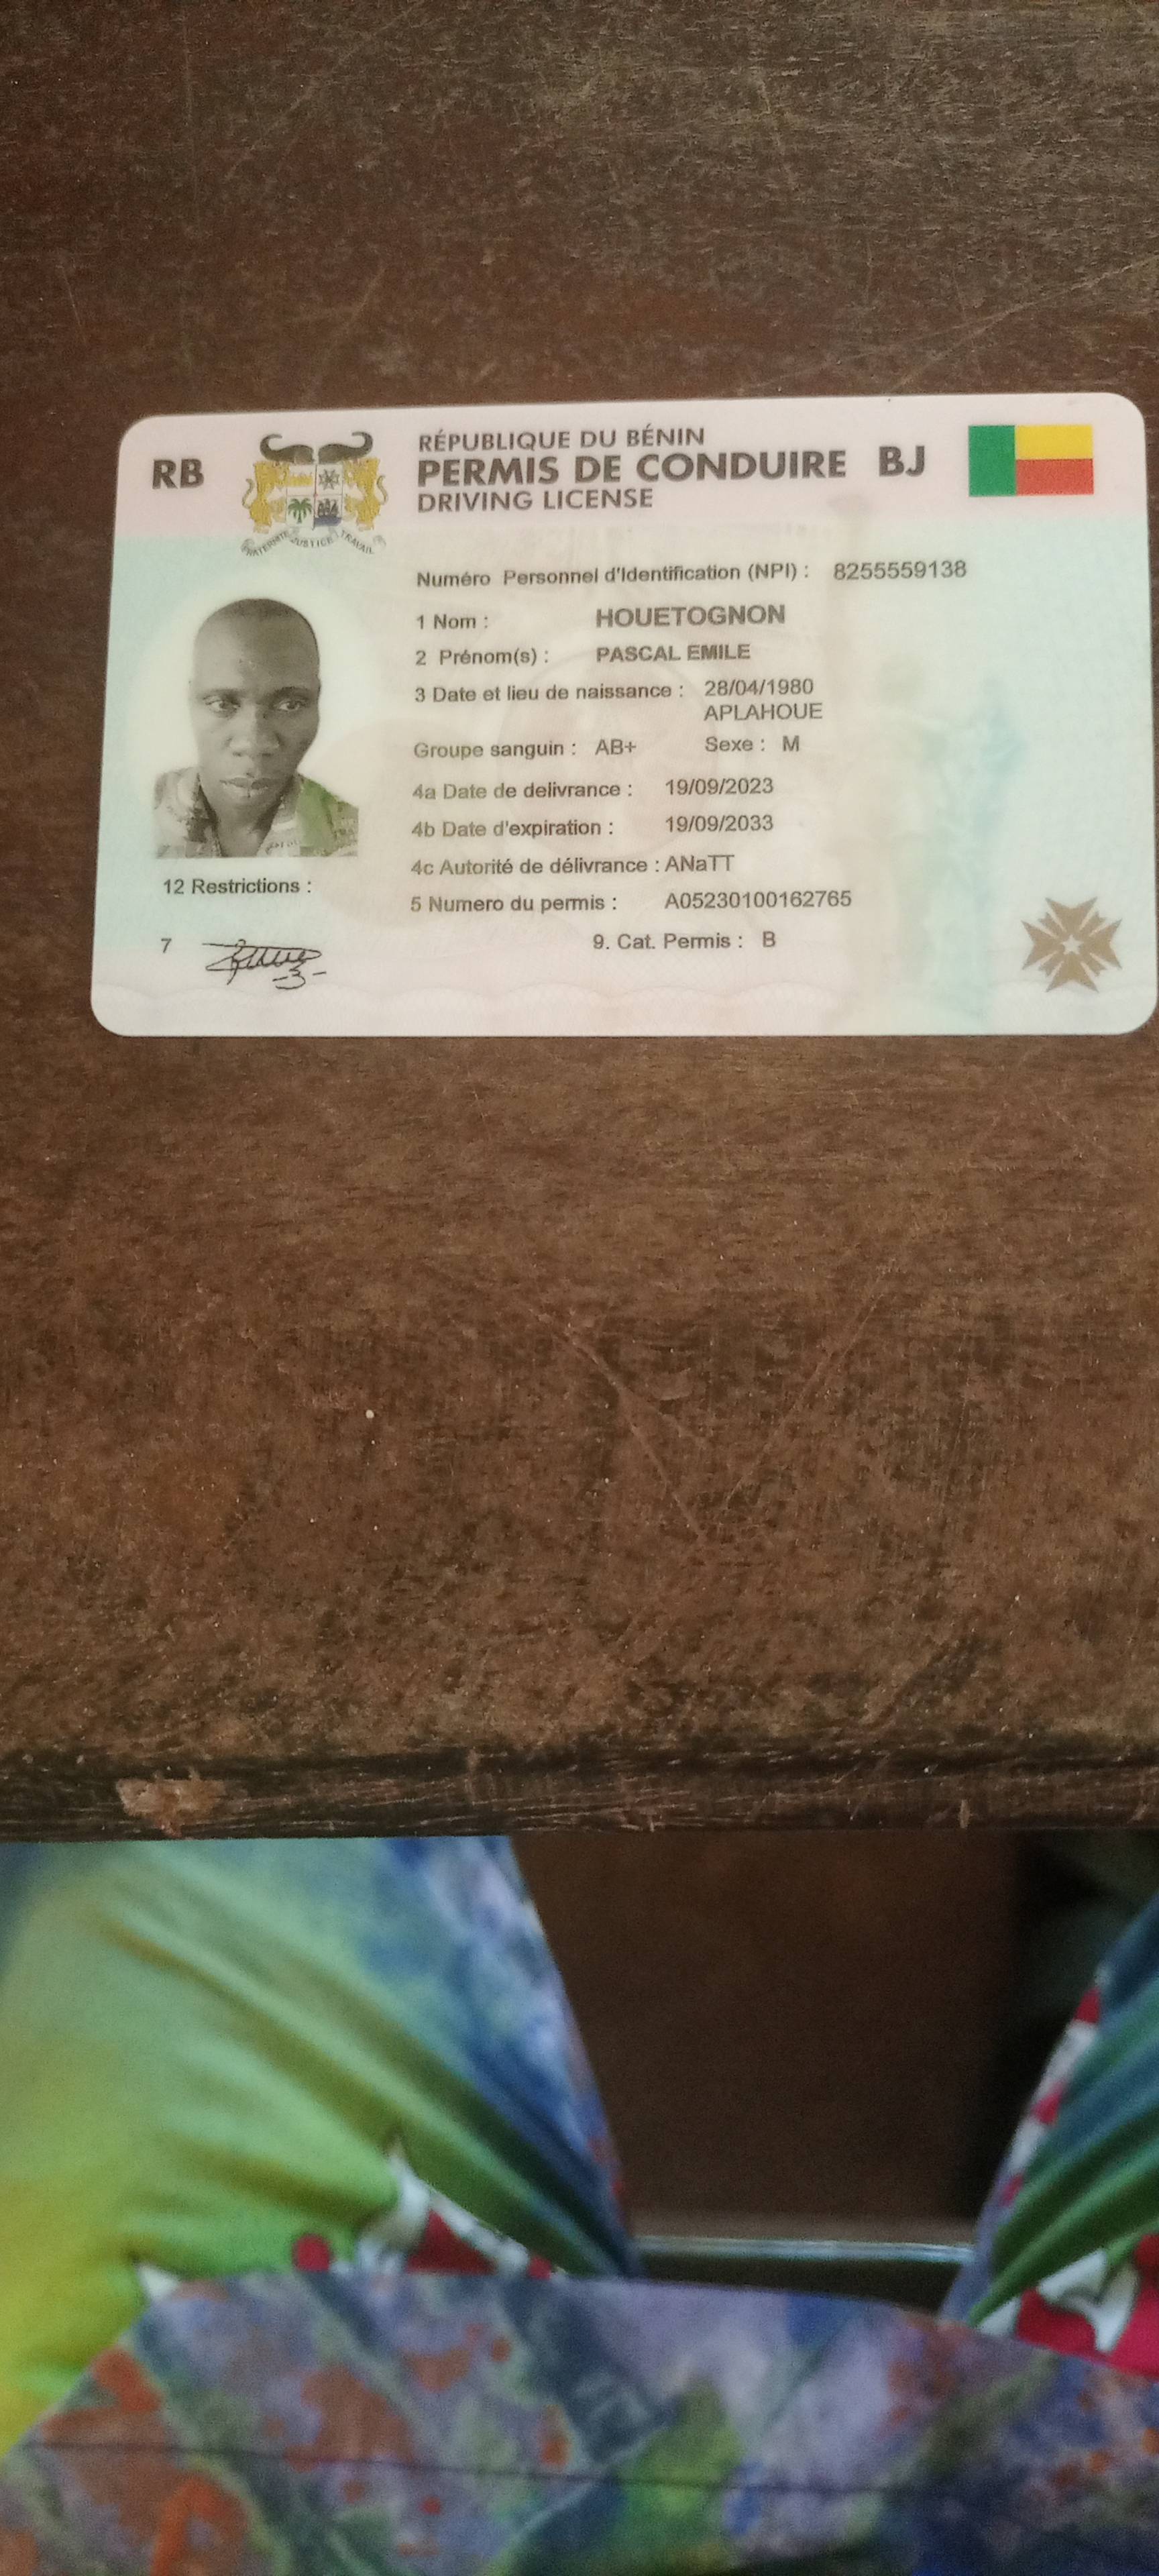 RB
RÉPUBLIQUE DU BÉNIN
PERMIS DE CONDUIRE BJ
DRIVING LICENSE
FRATERNITE JUSTICE TRAVAIL
Numéro Personnel d'Identification (NPI) : 8255559138
1 Nom : HOUETOGNON
2 Prénom(s) : PASCAL EMILE
3 Date et lieu de naissance : 28/04/1980
APLAHOUE
Groupe sanguin : AB+ Sexe : M
4a Date de delivrance : 19/09/2023
4b Date d'expiration : 19/09/2033
4c Autorité de délivrance : ANaTT
12 Restrictions :
5 Numero du permis : A05230100162765
7
9. Cat. Permis : B